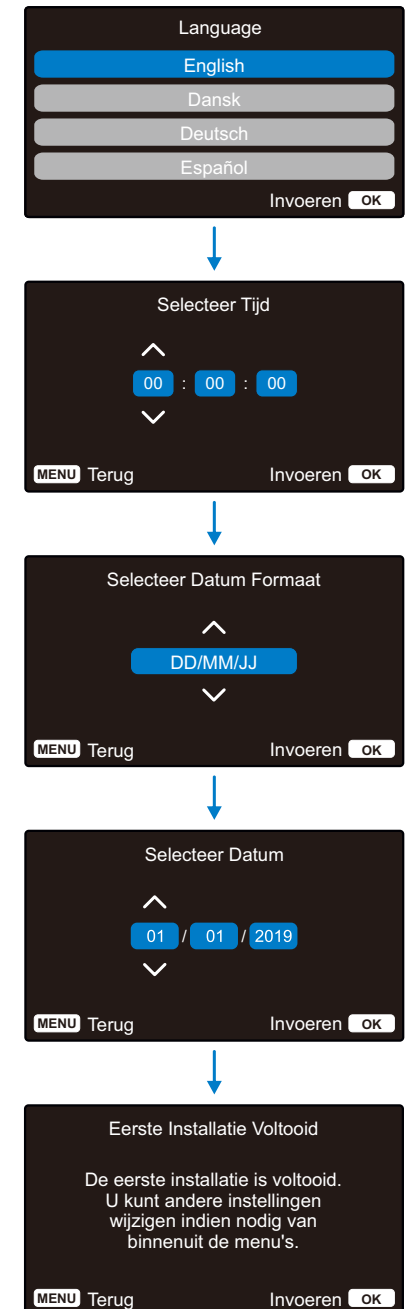 Language
English
Dansk
Deutsch
Español
Invoeren OK
Selecteer Tijd
00 : 00 : 00
MENU Terug Invoeren OK
Selecteer Datum Formaat
DD/MM/JJ
MENU Terug Invoeren OK
Selecteer Datum
01 / 01 / 2019
MENU Terug Invoeren OK
Eerste Installatie Voltooid
De eerste installatie is voltooid.
U kunt andere instellingen
wijzigen indien nodig van
binnenuit de menu's.
MENU Terug Invoeren OK